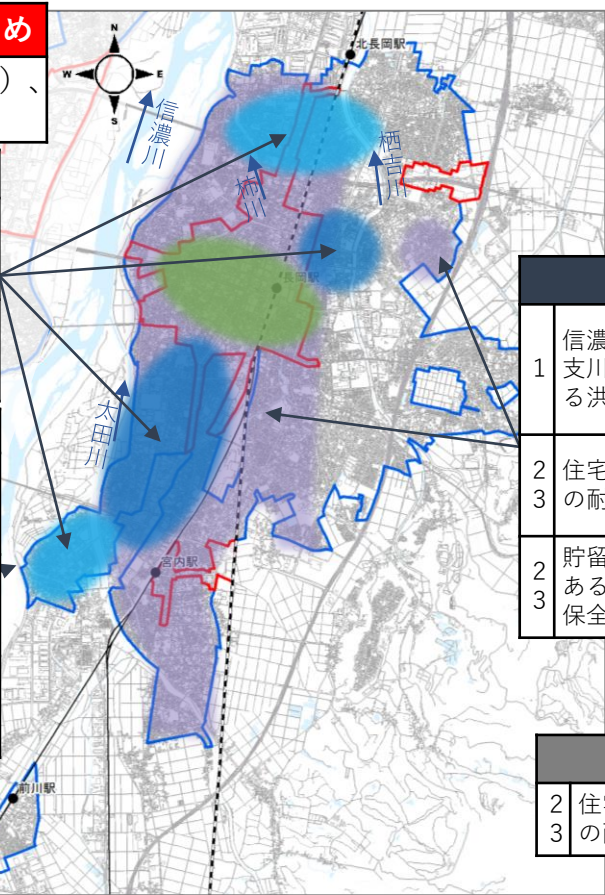 め
)、
N
W
E
S
北長岡駅
信濃川
柿川
栖吉川
長岡駅
太田川
宮内駅
前川駅
1
信濃
支川
る洪
2
3
住宅
の耐
2
3
貯留
ある
保全
2
3
住宅
の耐